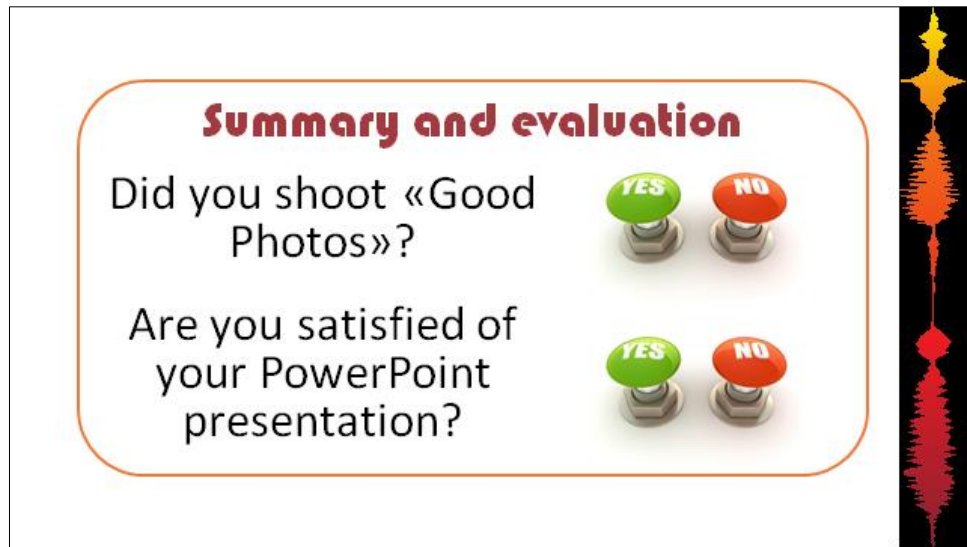 Summary and evaluation
Did you shoot «Good
Photos»?
YES NO
Are you satisfied of
your PowerPoint
presentation?
YES NO